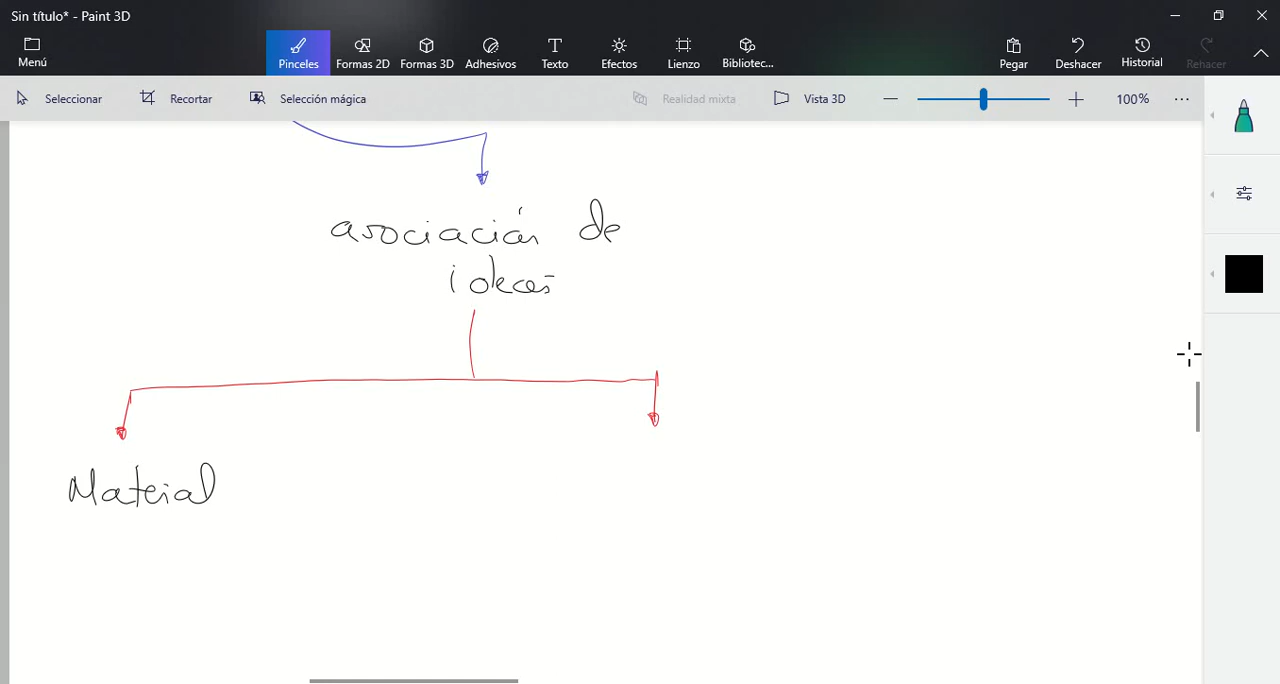 Sin título* - Paint 3D
Menú
Pinceles
Formas 2D
Formas 3D
Adhesivos
Texto
Efectos
Lienzo
Bibliotec...
Pegar
Deshacer
Historial
Rehacer
Seleccionar
Recortar
Selección mágica
Realidad mixta
Vista 3D
100%
asociación de
ideas
Material